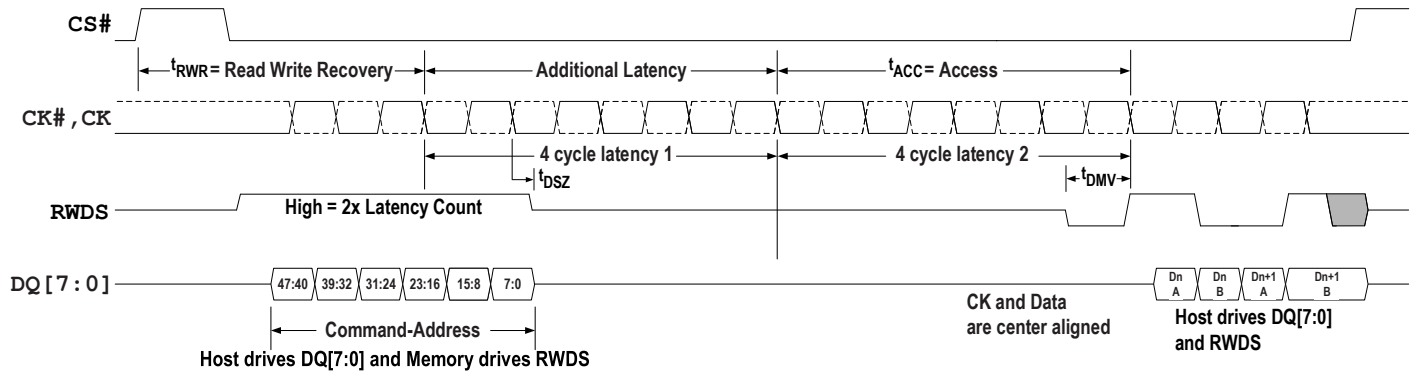 CS#
tRWR= Read Write Recovery
Additional Latency
tACC= Access
CK#,CK
4 cycle latency 1
4 cycle latency 2
tDSZ
tDMV
RWDS
High = 2x Latency Count
DQ[7:0]
47:40 39:32 31:24 23:16 15:8 7:0
Dn A
Dn B
Dn+1 A
Dn+1 B
Command-Address
CK and Data
are center aligned
Host drives DQ[7:0]
and RWDS
Host drives DQ[7:0] and Memory drives RWDS